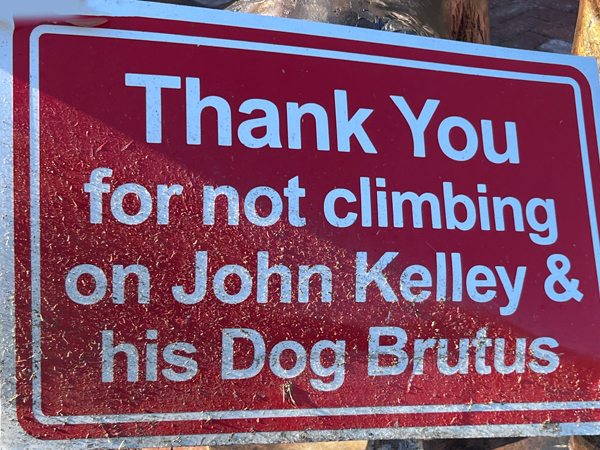 Thank You
for not climbing
on John Kelley &
his Dog Brutus